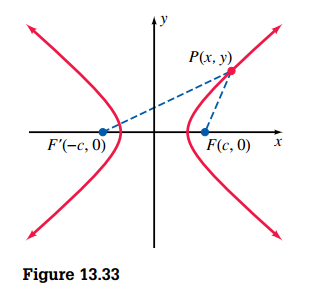 y
P(x, y)
F′(−c, 0)
F(c, 0)
x
Figure 13.33